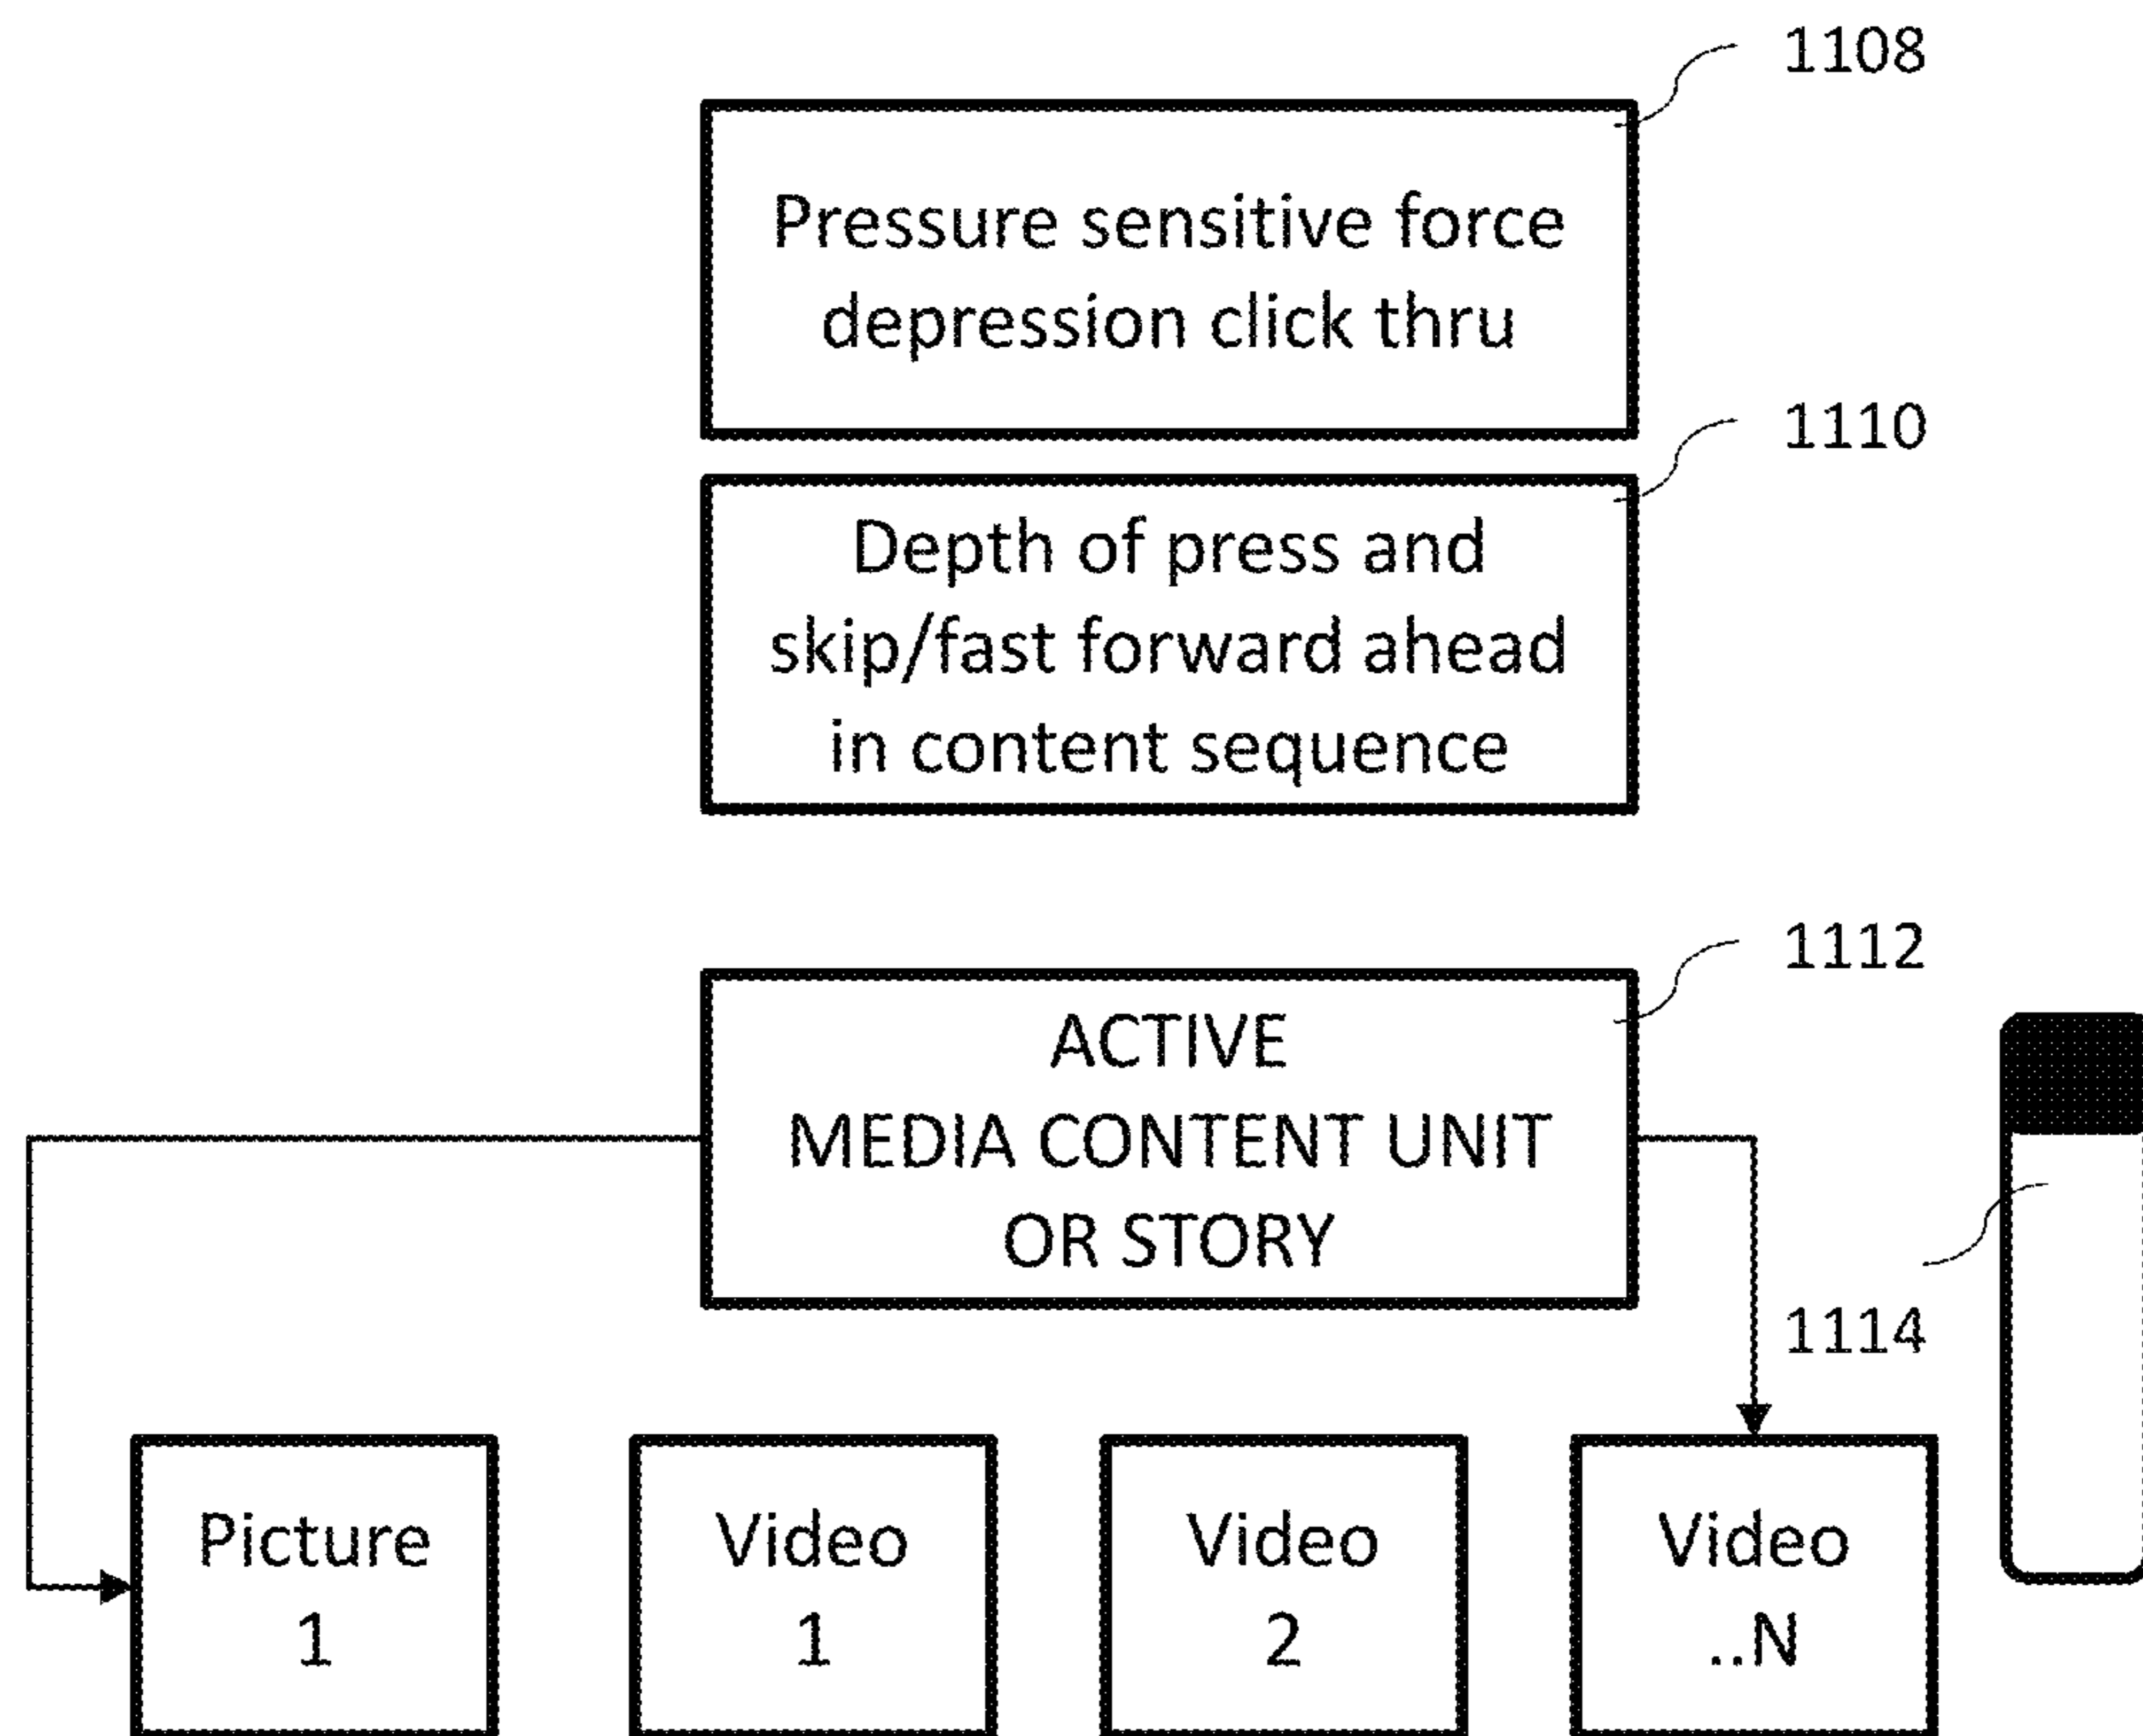 1108
Pressure sensitive force
depression click thru
1110
Depth of press and
skip/fast forward ahead
in content sequence
1112
ACTIVE
MEDIA CONTENT UNIT
OR STORY
1114
Picture
1
Video
1
Video
2
Video
..N